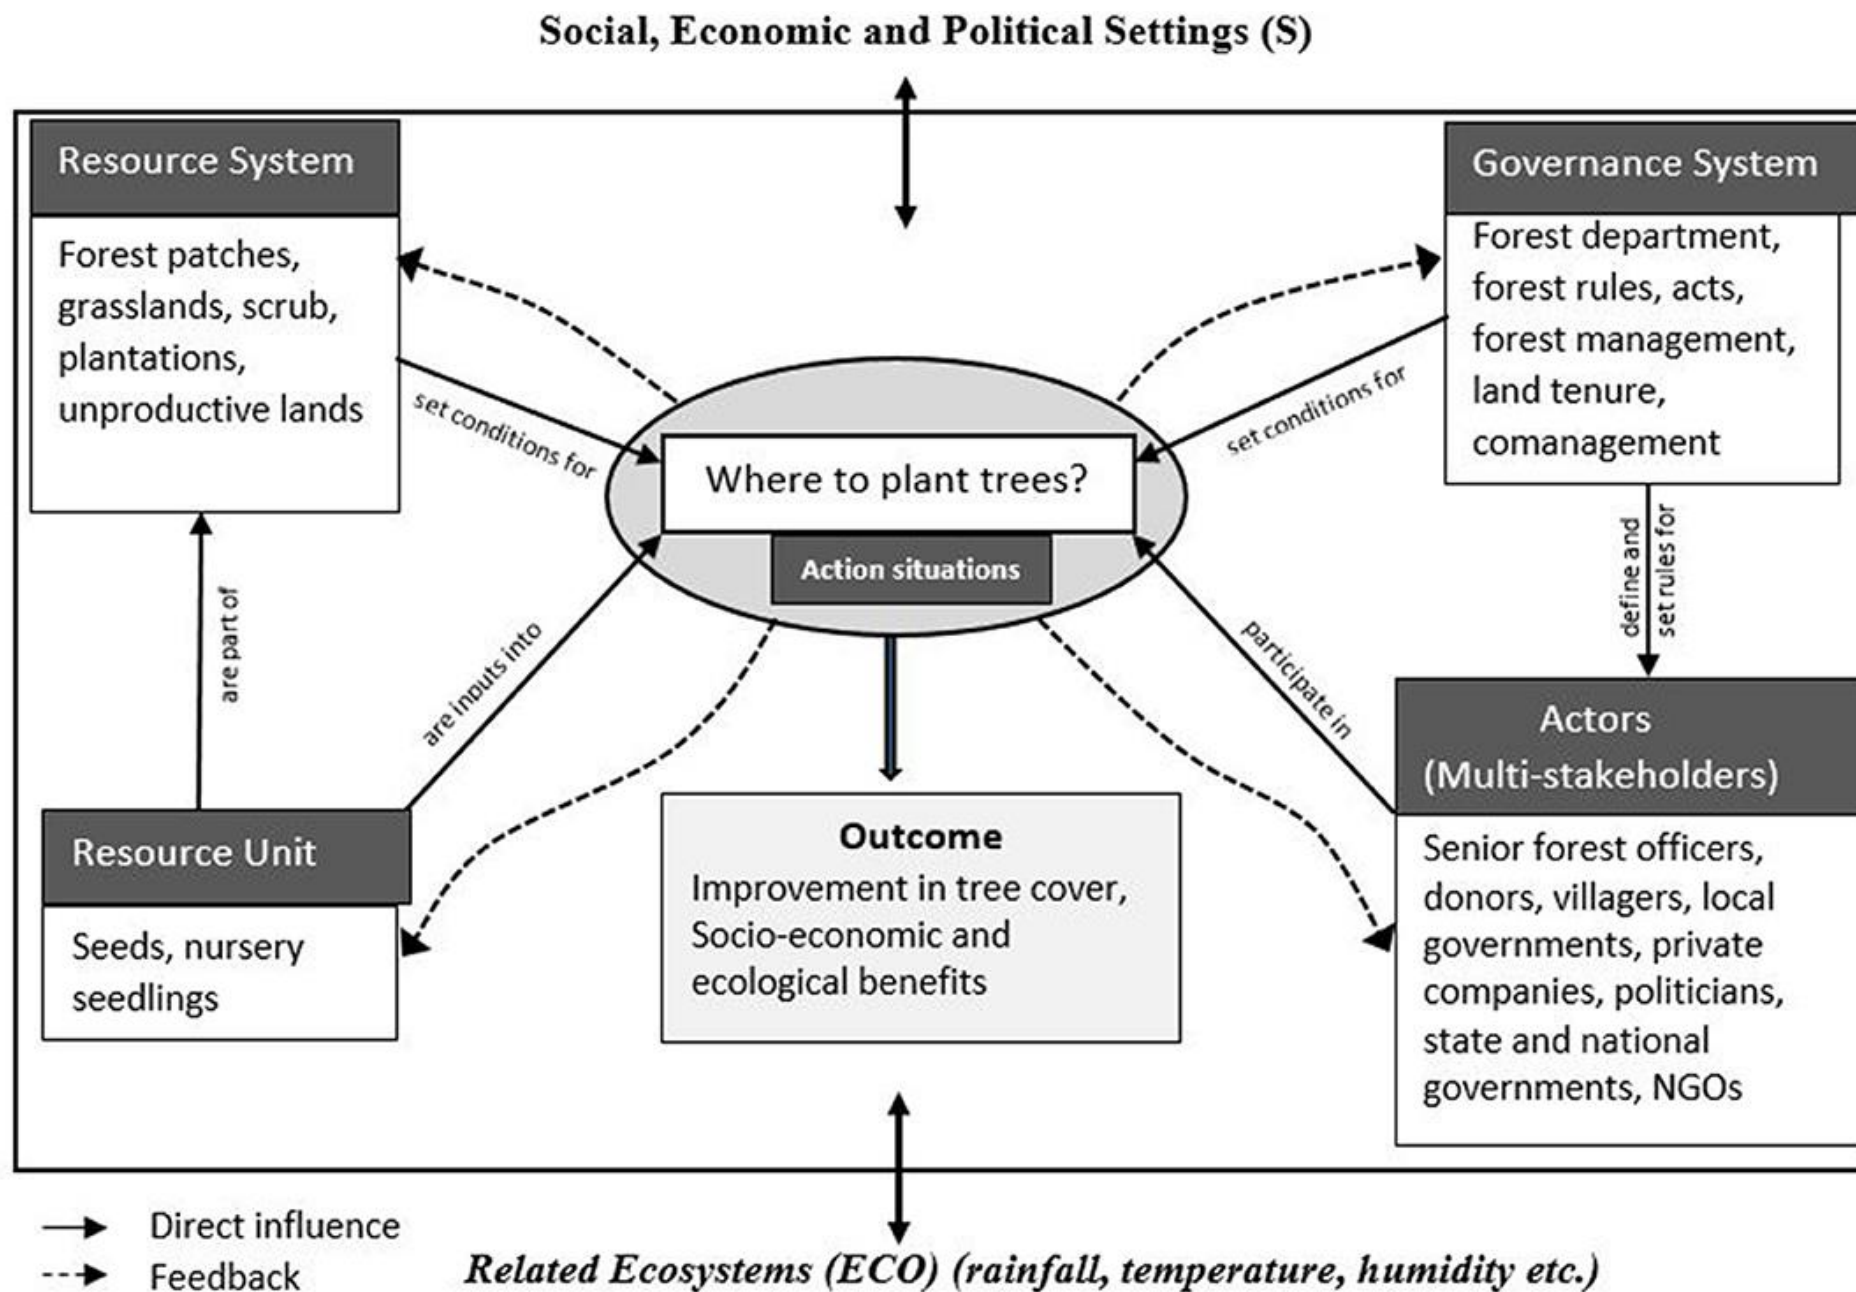 Social, Economic and Political Settings (S)
Resource System
Forest patches,
grasslands, scrub,
plantations,
unproductive lands
Governance System
Forest department,
forest rules, acts,
forest management,
land tenure,
comanagement
set conditions for
set conditions for
Where to plant trees?
Action situations
are part of
are inputs into
participate in
define and
set rules for
Resource Unit
Seeds, nursery
seedlings
Outcome
Improvement in tree cover,
Socio-economic and
ecological benefits
Actors
(Multi-stakeholders)
Senior forest officers,
donors, villagers, local
governments, private
companies, politicians,
state and national
governments, NGOs
Direct influence
Feedback
Related Ecosystems (ECO) (rainfall, temperature, humidity etc.)